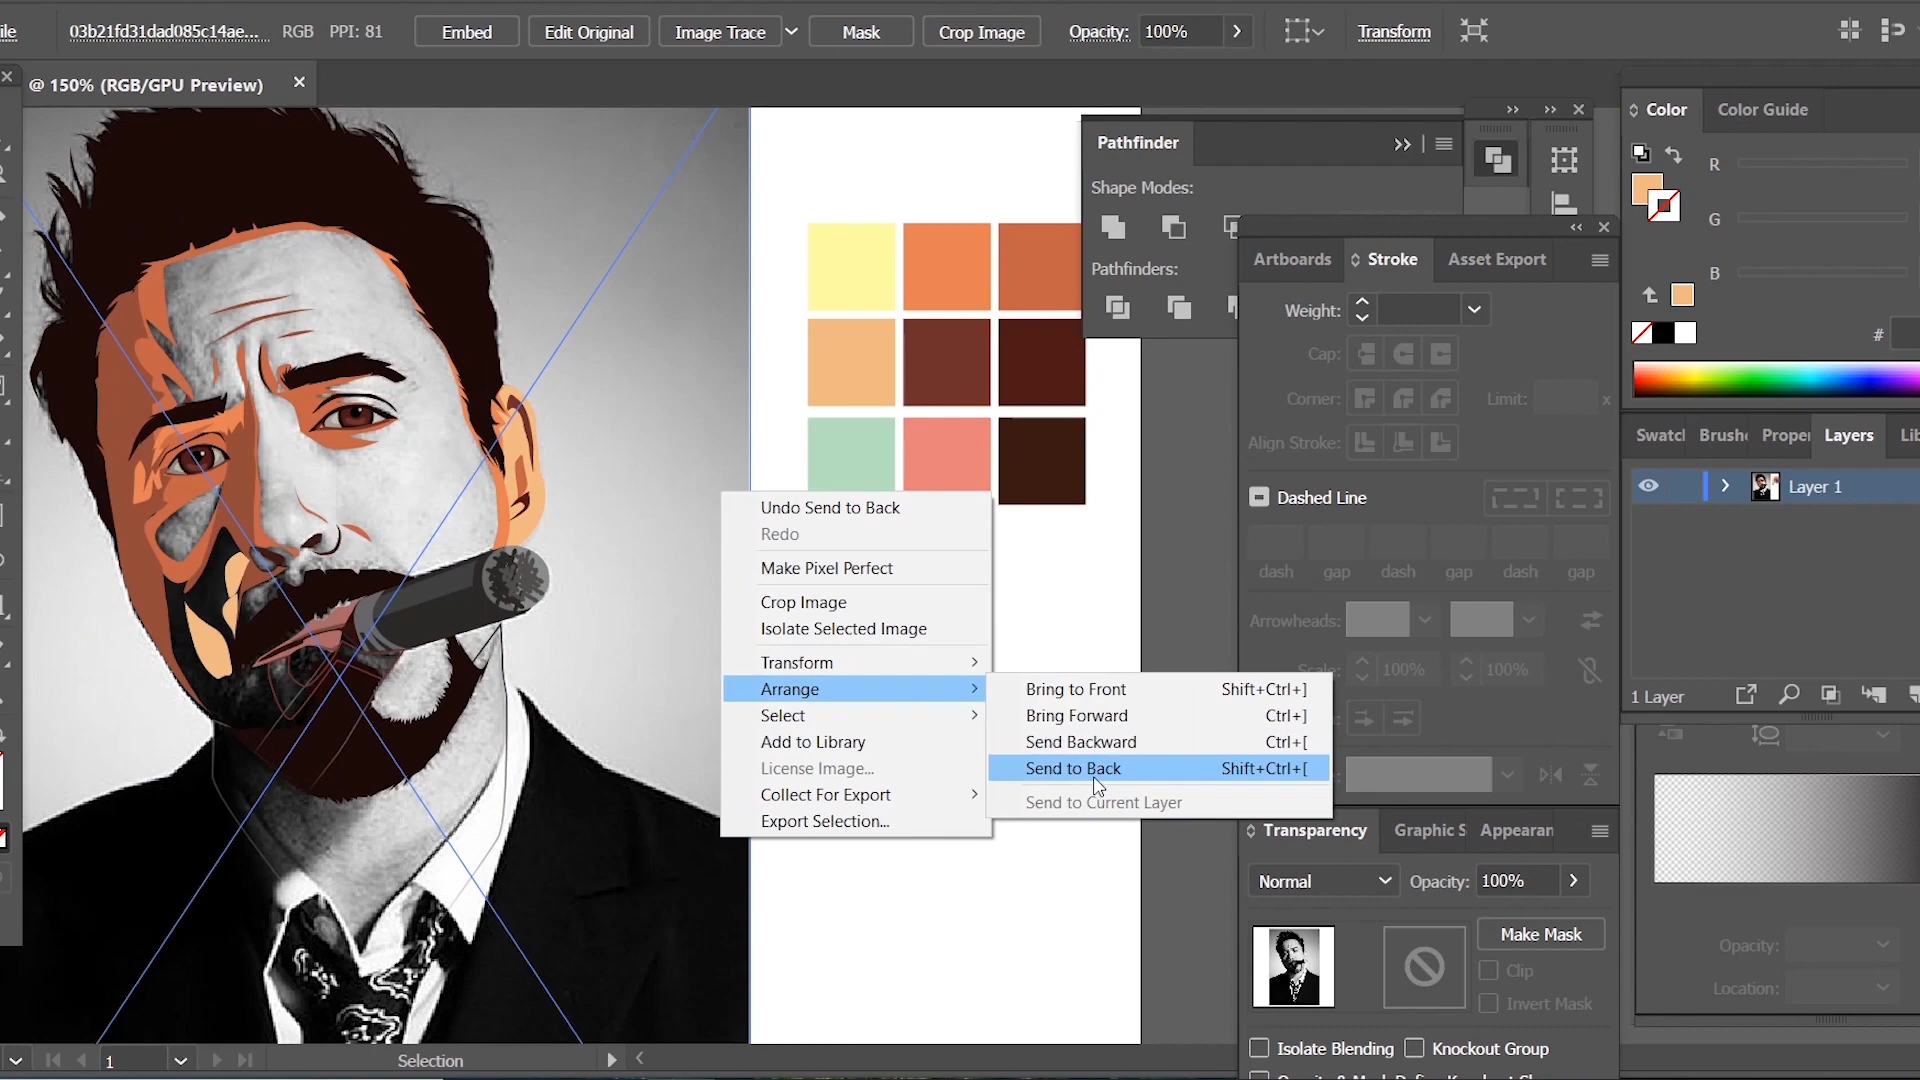 ile 03b21fd31dad085c14ae... RGB PPI: 81 Embed Edit Original Image Trace Mask Crop Image Opacity: 100% Transform
@ 150% (RGB/GPU Preview)
Pathfinder
Shape Modes:
Pathfinders:
Artboards Stroke Asset Export
Weight:
Cap:
Corner: Limit: x
Align Stroke:
Dashed Line
dash gap dash gap dash gap
Arrowheads:
Scale: 100% 100%
Color Color Guide
R
G
B
#
Swatcl Brush Proper Layers Lib
Layer 1
1 Layer
Undo Send to Back
Redo
Make Pixel Perfect
Crop Image
Isolate Selected Image
Transform
Arrange
Select
Add to Library
License Image...
Collect For Export
Export Selection...
Bring to Front Shift+Ctrl+]
Bring Forward Ctrl+]
Send Backward Ctrl+[
Send to Back Shift+Ctrl+[
Send to Current Layer
Transparency Graphic S Appearan
Normal Opacity: 100%
Make Mask
Clip
Invert Mask
Isolate Blending Knockout Group
Opacity:
Location:
1 Selection